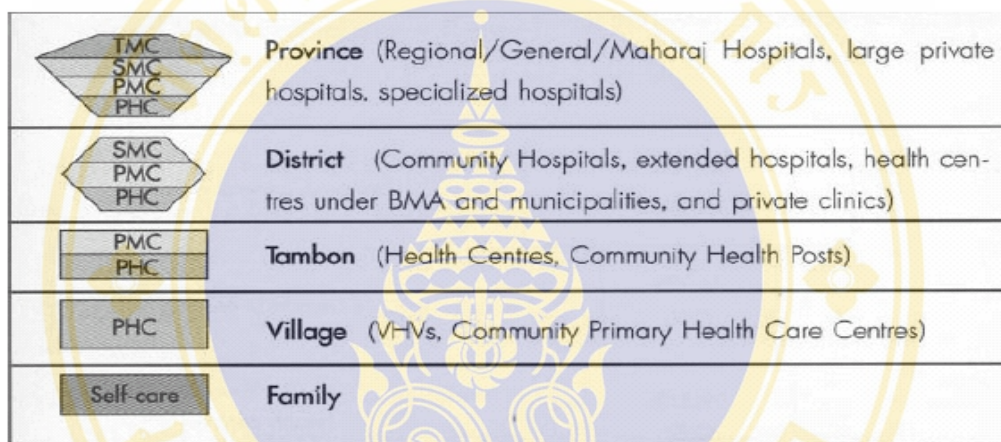 TMC
SMC
PMC
PHC
Province (Regional/General/Maharaj Hospitals, large private
hospitals, specialized hospitals)
SMC
PMC
PHC
District (Community Hospitals, extended hospitals, health cen-
tres under BMA and municipalities, and private clinics)
PMC
PHC
Tambon (Health Centres, Community Health Posts)
PHC
Village (VHVs, Community Primary Health Care Centres)
Self-care
Family